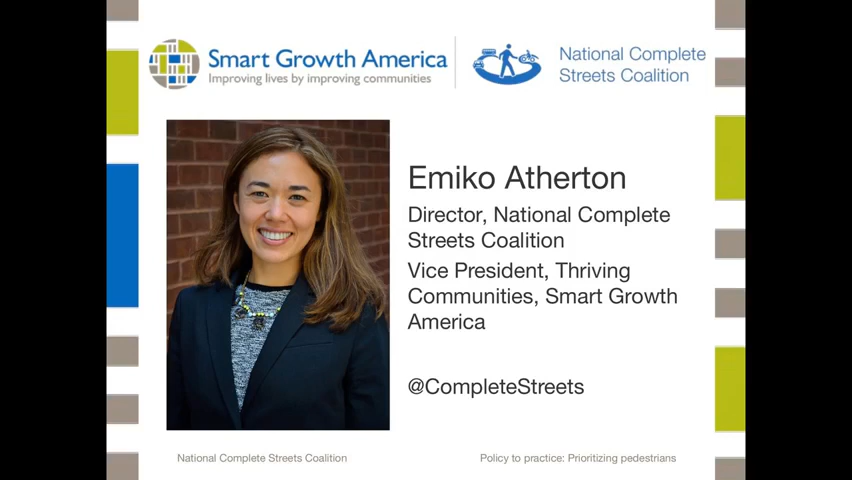 Smart Growth America
Improving lives by improving communities
National Complete
Streets Coalition
Emiko Atherton
Director, National Complete
Streets Coalition
Vice President, Thriving
Communities, Smart Growth
America
@CompleteStreets
National Complete Streets Coalition
Policy to practice: Prioritizing pedestrians